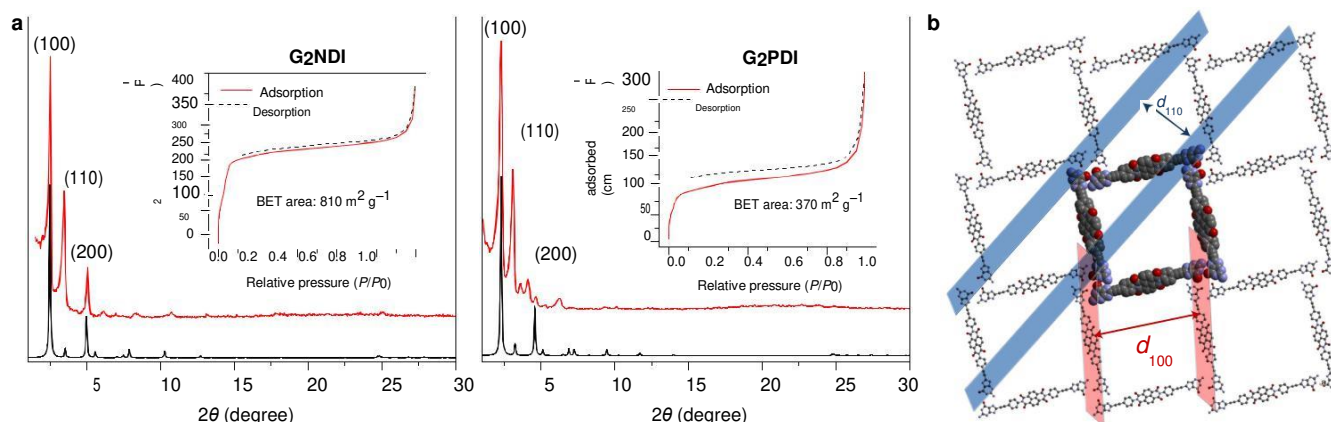 a
(100)
(110)
(200)
G2NDI
Adsorption
Desorption
400
350
300
250
200
150
2
100
50
0
BET area: 810 m² g⁻¹
0.0 0.2 0.4 0.6 0.8 1.0
Relative pressure (P/P0)
5 10 15 20 25 30
2θ (degree)
(100)
(110)
(200)
G2PDI
Adsorption
Desorption
300
250
200
150
100
50
0
adsorbed
(cm
BET area: 370 m² g⁻¹
0.0 0.2 0.4 0.6 0.8 1.0
Relative pressure (P/P0)
5 10 15 20 25 30
2θ (degree)
b
d110
d100